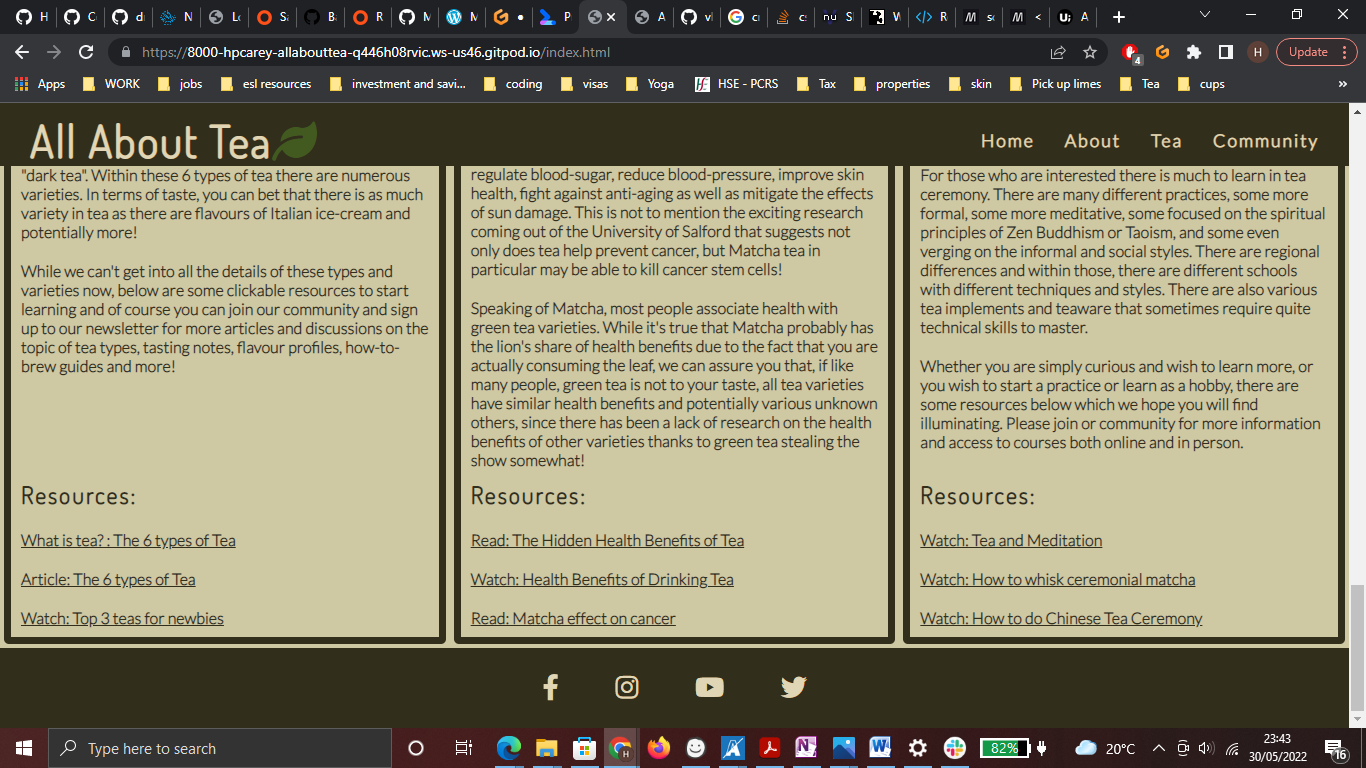 H
C
d
N
Lo
Sa
B
R
M
M
P
A
vl
cr
cs
SI
W
R
so
<
A
https://8000-hpcarey-allabouttea-q446h08rvic.ws-us46.gitpod.io/index.html
4
H
Update
Apps
WORK
jobs
esl resources
investment and savi...
coding
visas
Yoga
HSE - PCRS
Tax
properties
skin
Pick up limes
Tea
cups
»
All About Tea
Home
About
Tea
Community
"dark tea". Within these 6 types of tea there are numerous
varieties. In terms of taste, you can bet that there is as much
variety in tea as there are flavours of Italian ice-cream and
potentially more!
While we can't get into all the details of these types and
varieties now, below are some clickable resources to start
learning and of course you can join our community and sign
up to our newsletter for more articles and discussions on the
topic of tea types, tasting notes, flavour profiles, how-to-
brew guides and more!
Resources:
What is tea? : The 6 types of Tea
Article: The 6 types of Tea
Watch: Top 3 teas for newbies
regulate blood-sugar, reduce blood-pressure, improve skin
health, fight against anti-aging as well as mitigate the effects
of sun damage. This is not to mention the exciting research
coming out of the University of Salford that suggests not
only does tea help prevent cancer, but Matcha tea in
particular may be able to kill cancer stem cells!
Speaking of Matcha, most people associate health with
green tea varieties. While it's true that Matcha probably has
the lion's share of health benefits due to the fact that you are
actually consuming the leaf, we can assure you that, if like
many people, green tea is not to your taste, all tea varieties
have similar health benefits and potentially various unknown
others, since there has been a lack of research on the health
benefits of other varieties thanks to green tea stealing the
show somewhat!
Resources:
Read: The Hidden Health Benefits of Tea
Watch: Health Benefits of Drinking Tea
Read: Matcha effect on cancer
For those who are interested there is much to learn in tea
ceremony. There are many different practices, some more
formal, some more meditative, some focused on the spiritual
principles of Zen Buddhism or Taoism, and some even
verging on the informal and social styles. There are regional
differences and within those, there are different schools
with different techniques and styles. There are also various
tea implements and teaware that sometimes require quite
technical skills to master.
Whether you are simply curious and wish to learn more, or
you wish to start a practice or learn as a hobby, there are
some resources below which we hope you will find
illuminating. Please join or community for more information
and access to courses both online and in person.
Resources:
Watch: Tea and Meditation
Watch: How to whisk ceremonial matcha
Watch: How to do Chinese Tea Ceremony
Type here to search
82%
20°C
23:43
30/05/2022
16